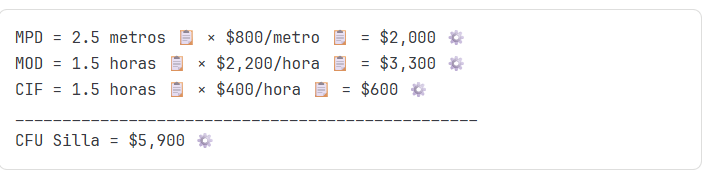 MPD = 2.5 metros 📋 × $800/metro 📋 = $2,000 ⚙️
MOD = 1.5 horas 📋 × $2,200/hora 📋 = $3,300 ⚙️
CIF = 1.5 horas 📋 × $400/hora 📋 = $600 ⚙️
_________________________________________________
CFU Silla = $5,900 ⚙️